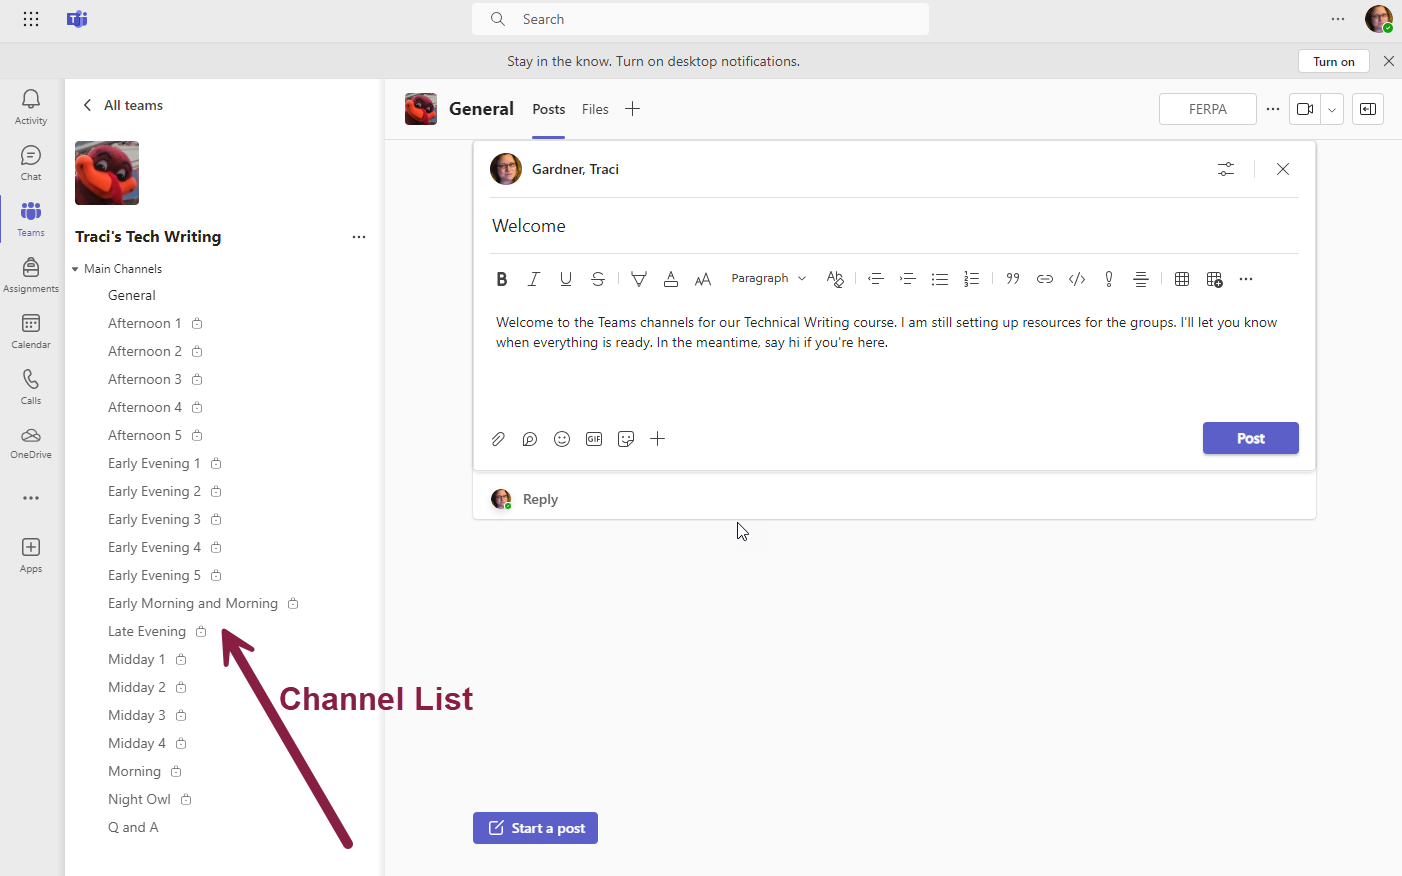 Search
Stay in the know. Turn on desktop notifications.
Turn on
Activity
Chat
Teams
Assignments
Calendar
Calls
OneDrive
Apps
All teams
Traci's Tech Writing
Main Channels
General
Afternoon 1
Afternoon 2
Afternoon 3
Afternoon 4
Afternoon 5
Early Evening 1
Early Evening 2
Early Evening 3
Early Evening 4
Early Evening 5
Early Morning and Morning
Late Evening
Midday 1
Midday 2
Midday 3
Midday 4
Morning
Night Owl
Q and A
Channel List
General
Posts
Files
FERPA
Gardner, Traci
Welcome
Paragraph
Welcome to the Teams channels for our Technical Writing course. I am still setting up resources for the groups. I'll let you know
when everything is ready. In the meantime, say hi if you're here.
GIF
Post
Reply
Start a post